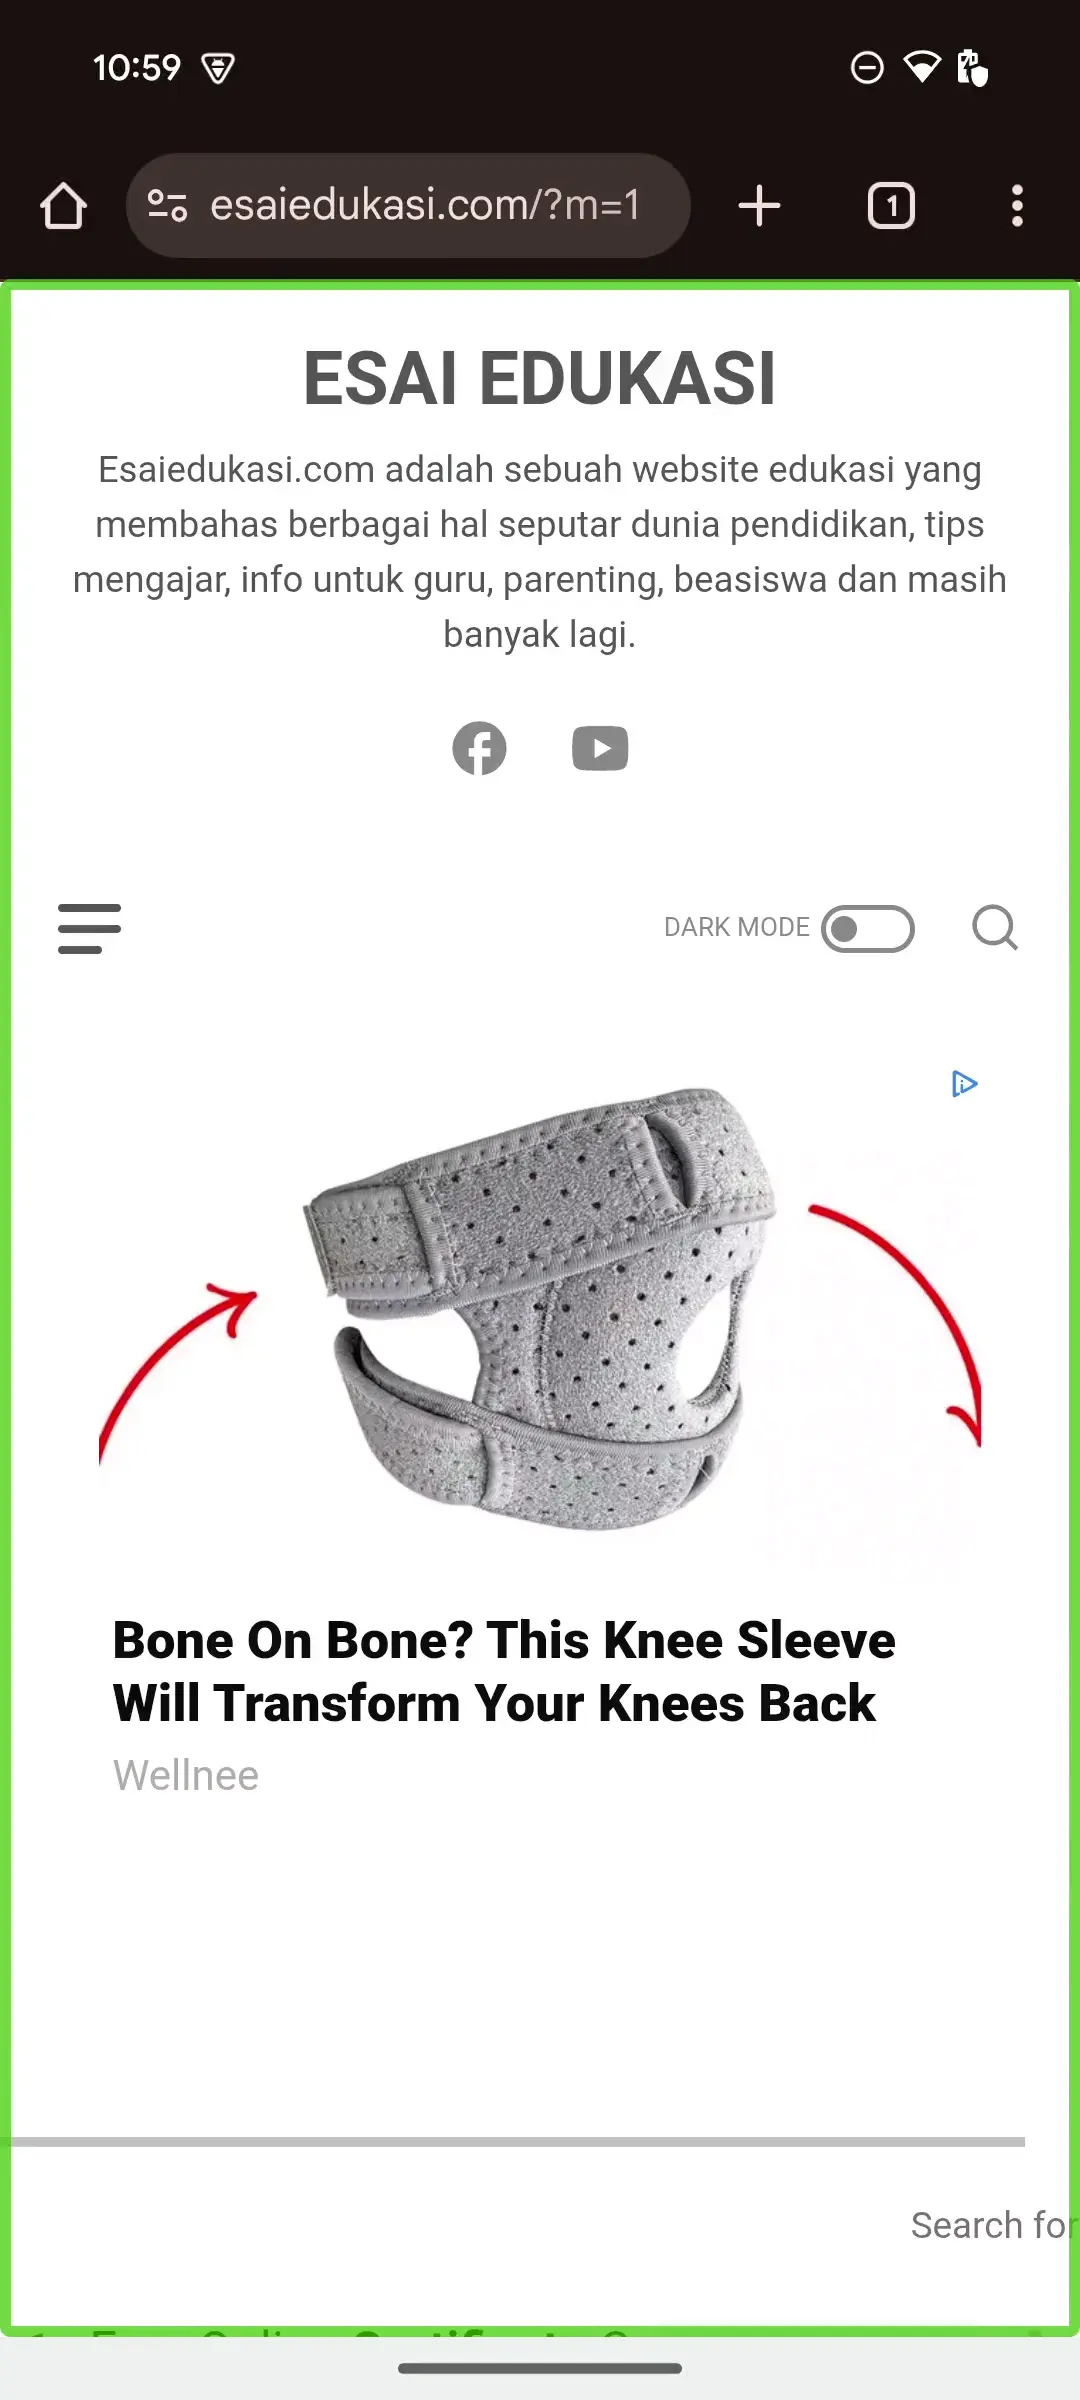 10:59
esaiedukasi.com/?m=1
1
ESAI EDUKASI
Esaiedukasi.com adalah sebuah website edukasi yang
membahas berbagai hal seputar dunia pendidikan, tips
mengajar, info untuk guru, parenting, beasiswa dan masih
banyak lagi.
DARK MODE
Bone On Bone? This Knee Sleeve
Will Transform Your Knees Back
Wellnee
Search for